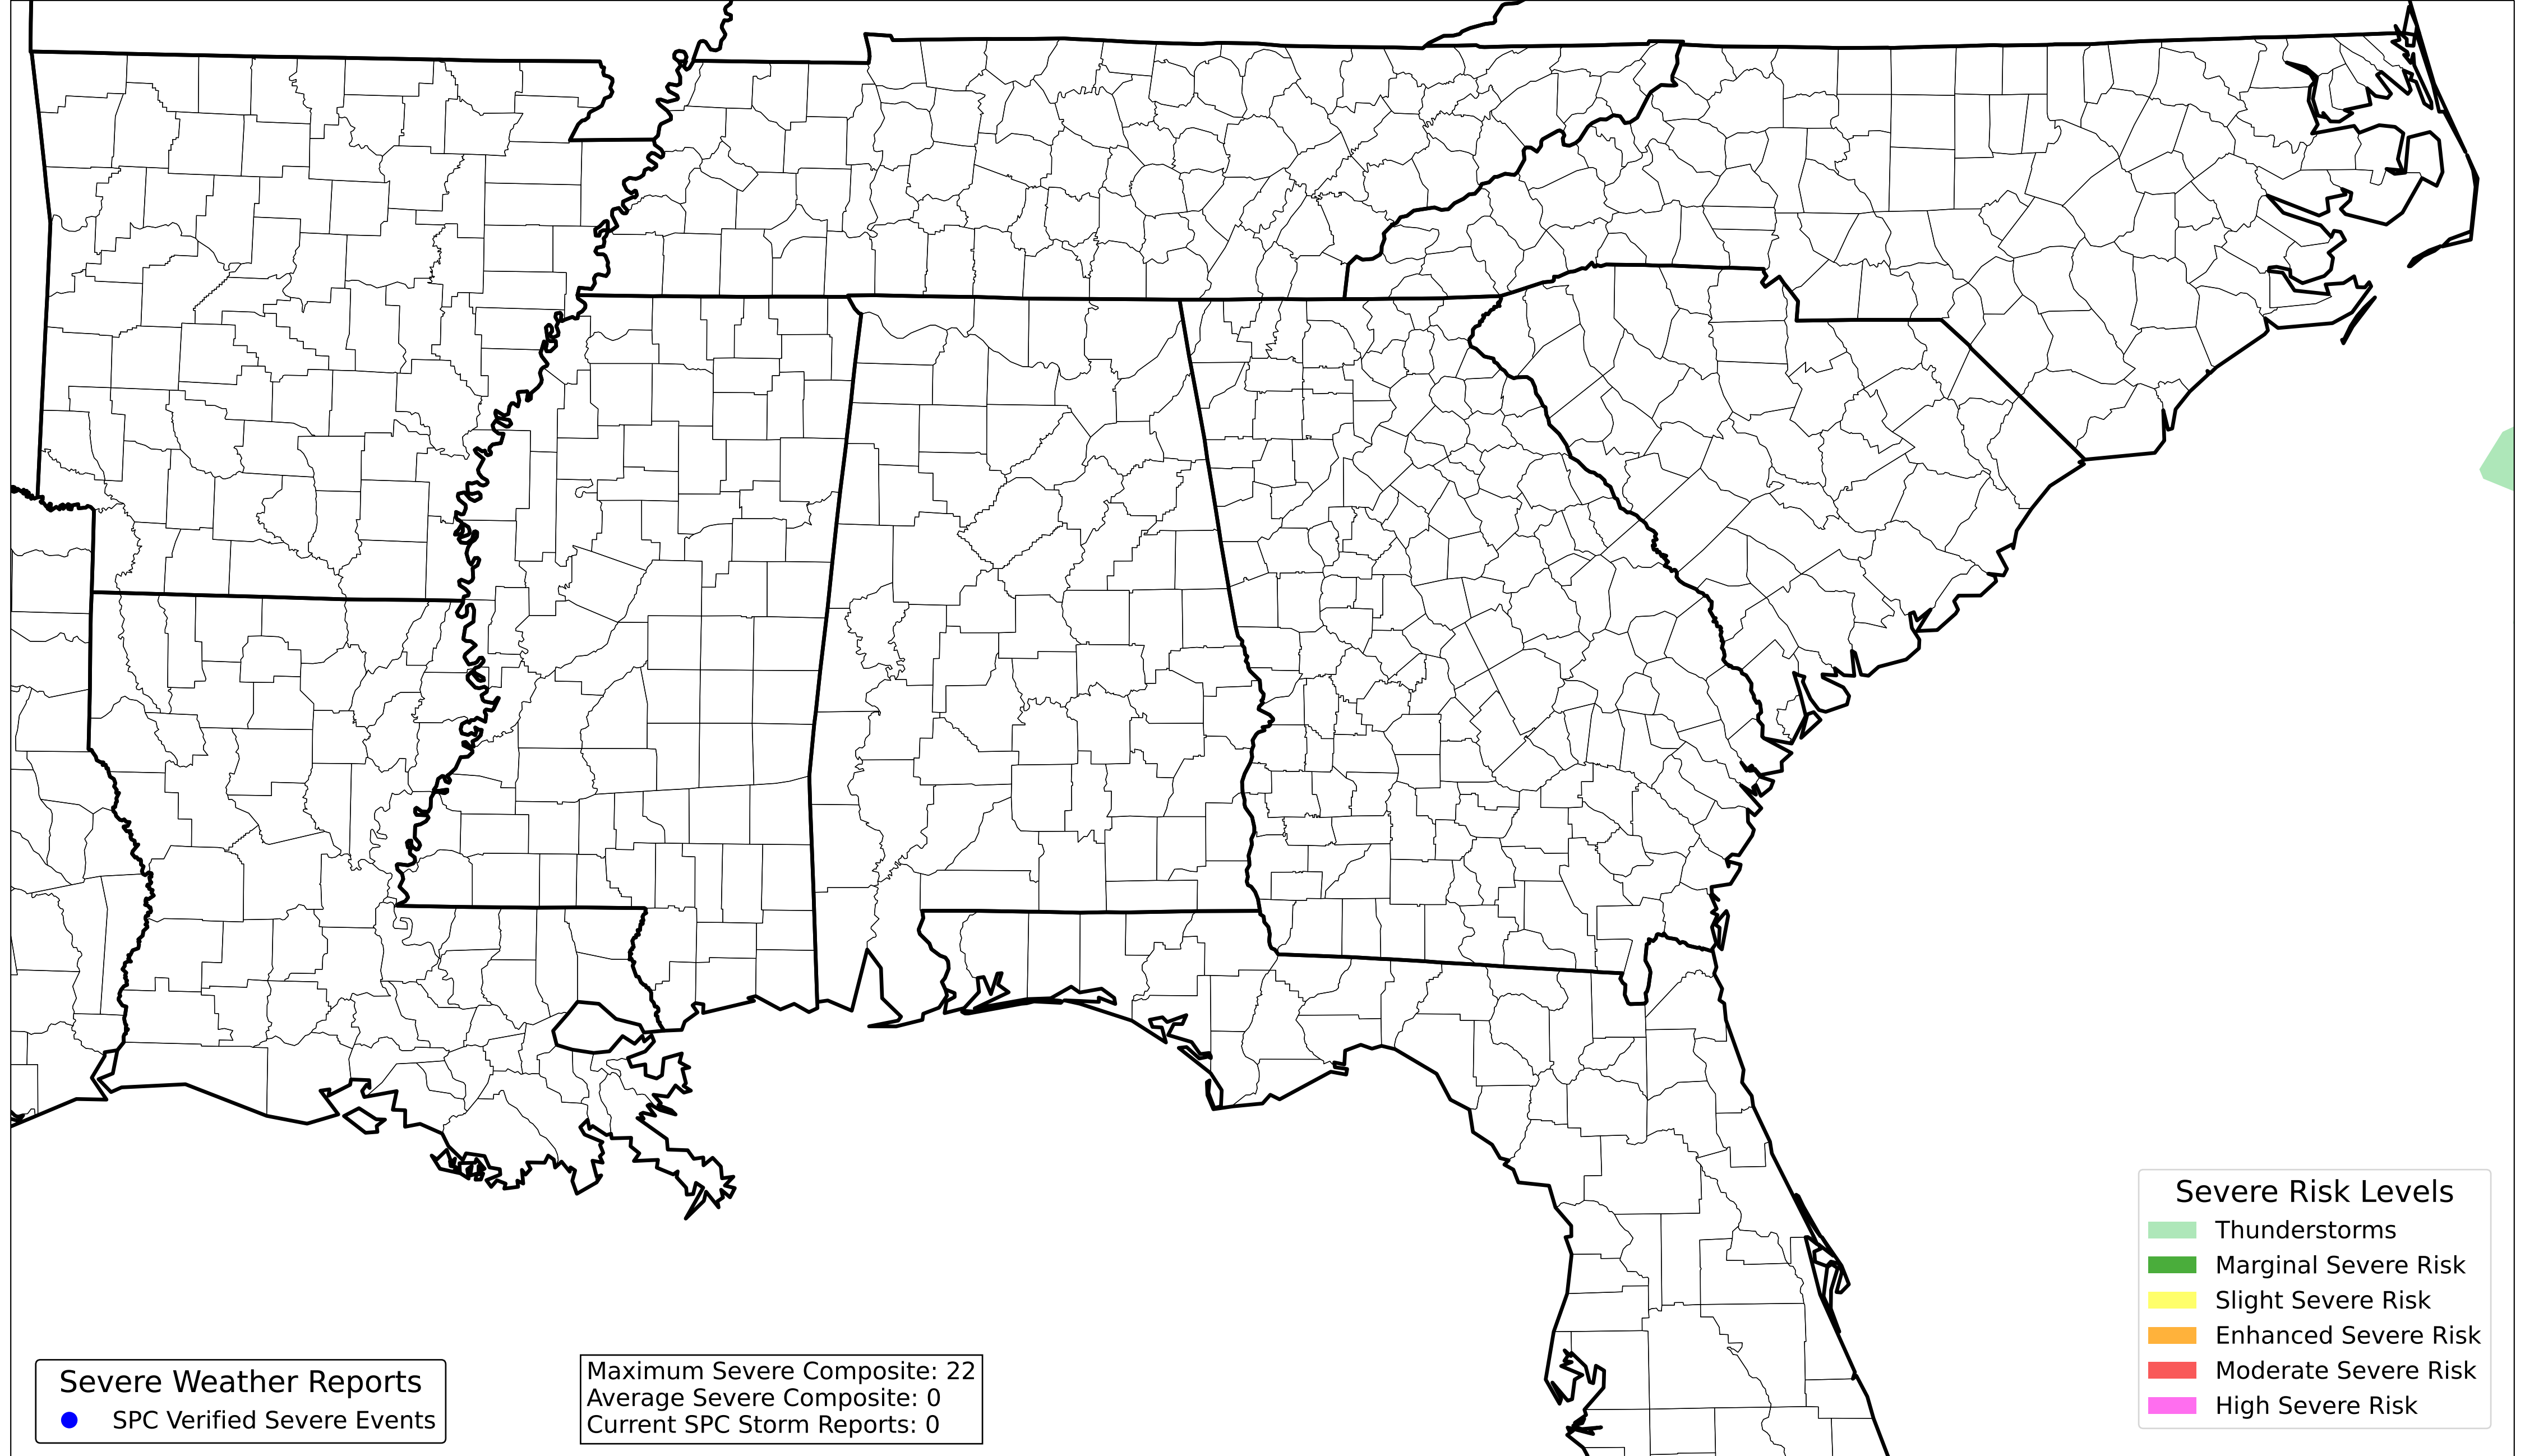 Severe Weather Reports
SPC Verified Severe Events
Maximum Severe Composite: 22
Average Severe Composite: 0
Current SPC Storm Reports: 0
Severe Risk Levels
Thunderstorms
Marginal Severe Risk
Slight Severe Risk
Enhanced Severe Risk
Moderate Severe Risk
High Severe Risk